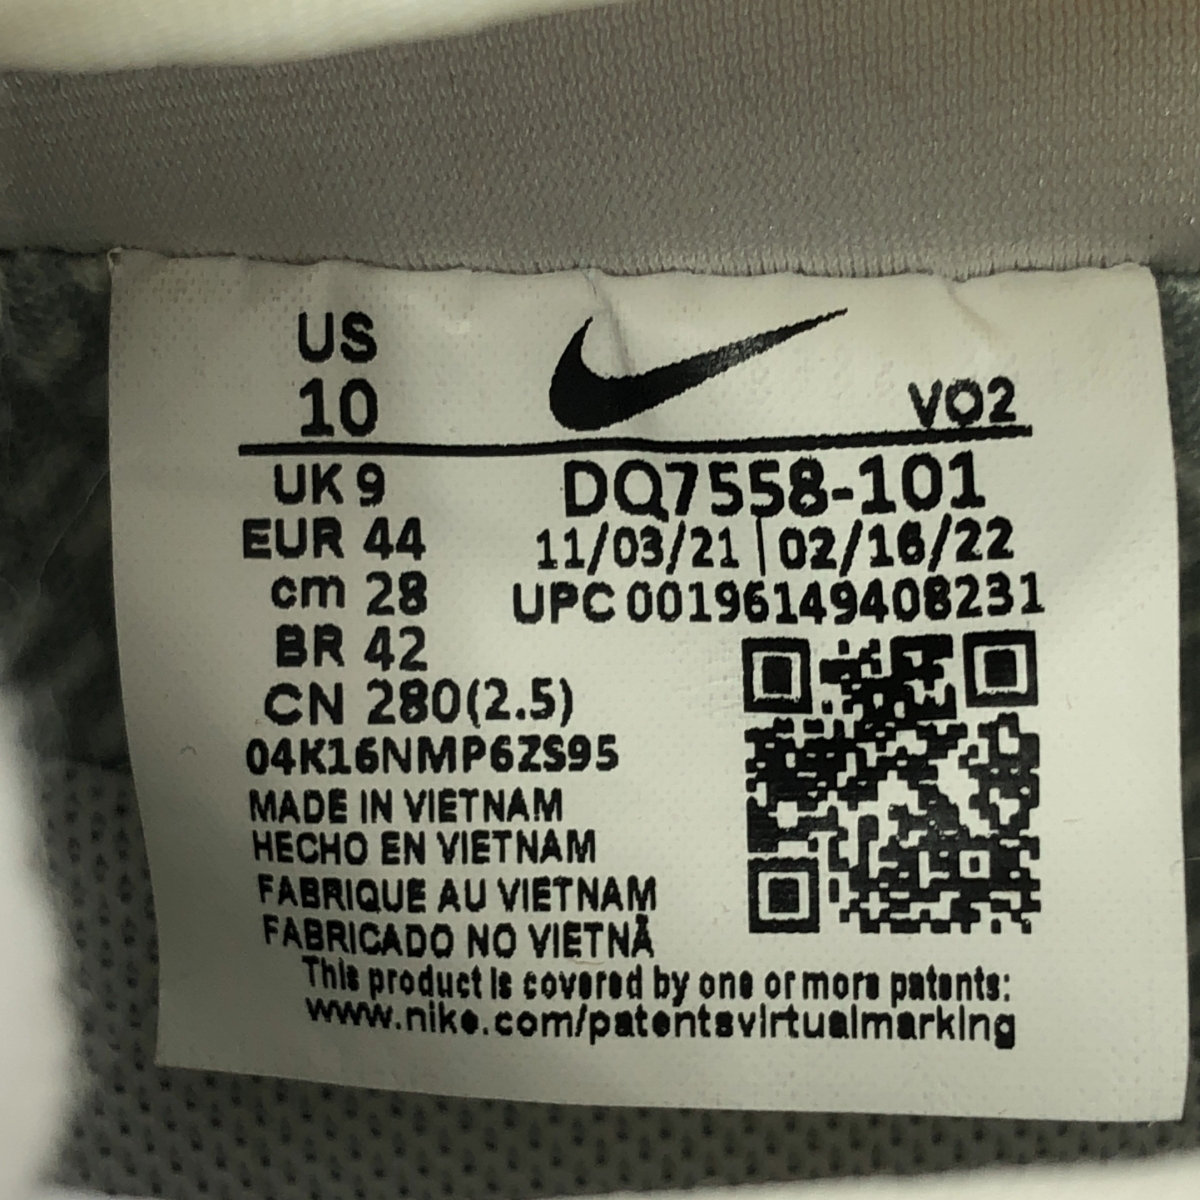 US
10
VO2
UK 9
DQ7558-101
EUR 44
11/03/21 | 02/16/22
cm 28
UPC 00196149408231
BR 42
CN 280(2.5)
04K16NMP6ZS95
MADE IN VIETNAM
HECHO EN VIETNAM
FABRIQUE AU VIETNAM
FABRICADO NO VIETNÃ
This product is covered by one or more patents:
www.nike.com/patentsvirtualmarking